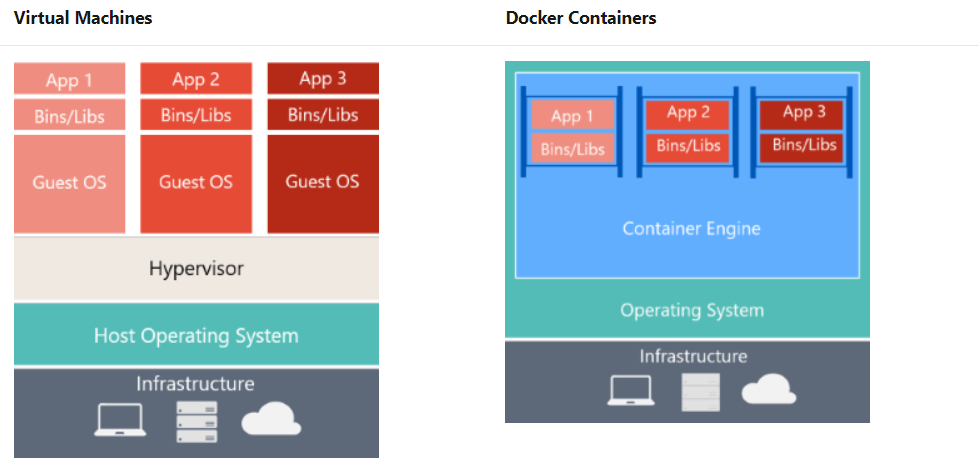 Virtual Machines
Docker Containers
App 1
App 2
App 3
Bins/Libs
Bins/Libs
Bins/Libs
Guest OS
Guest OS
Guest OS
Hypervisor
Host Operating System
Infrastructure
App 1
App 2
App 3
Bins/Libs
Bins/Libs
Bins/Libs
Container Engine
Operating System
Infrastructure